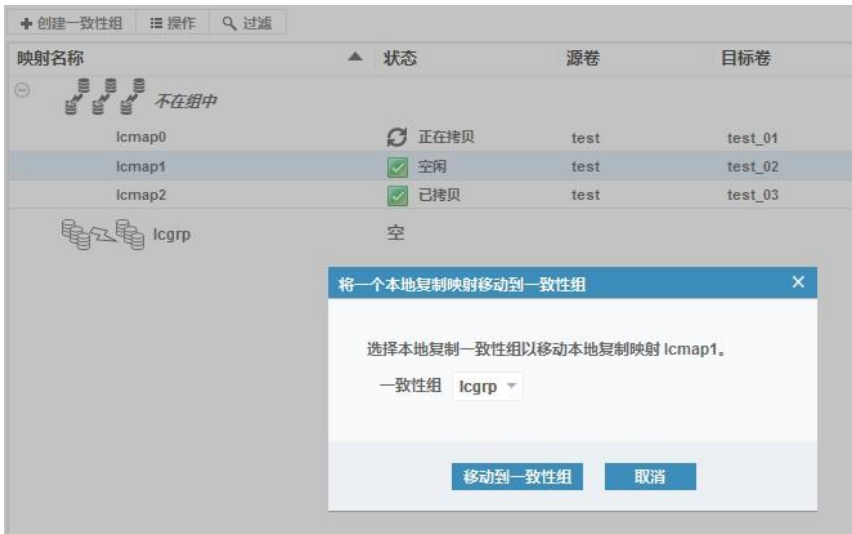 创建一致性组 操作 过滤
映射名称 状态 源卷 目标卷
不在组中
lcmap0 正在拷贝 test test_01
lcmap1 空闲 test test_02
lcmap2 已拷贝 test test_03
lcgrp 空
将一个本地复制映射移动到一致性组
选择本地复制一致性组以移动本地复制映射 lcmap1。
一致性组 lcgrp
移动到一致性组 取消